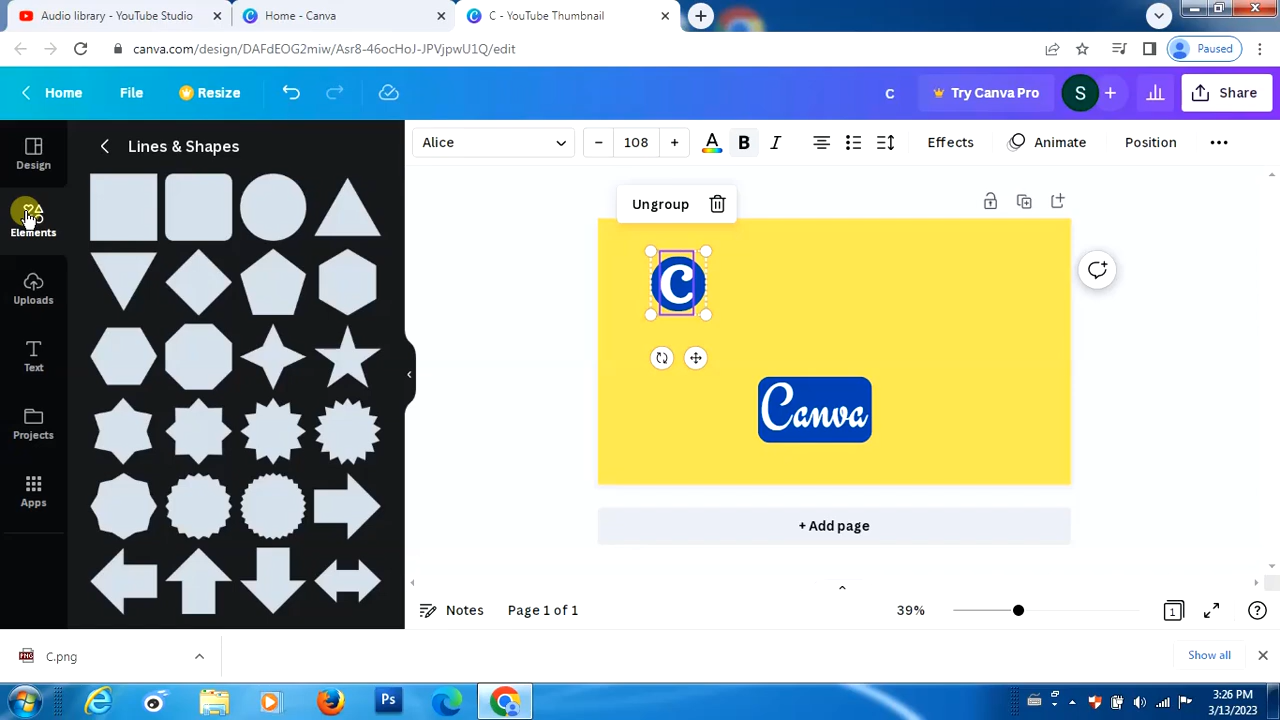 Audio library - YouTube Studio
Home - Canva
C - YouTube Thumbnail
canva.com/design/DAFdEOG2miw/Asr8-46ocHoJ-JPVjpwU1Q/edit
Paused
Home
File
Resize
C
Try Canva Pro
S
Share
Design
Elements
Uploads
Text
Projects
Apps
Lines & Shapes
Alice
108
A
B
I
Effects
Animate
Position
Ungroup
C
Canva
+ Add page
Notes
Page 1 of 1
39%
1
C.png
Show all
Ps
3:26 PM
3/13/2023